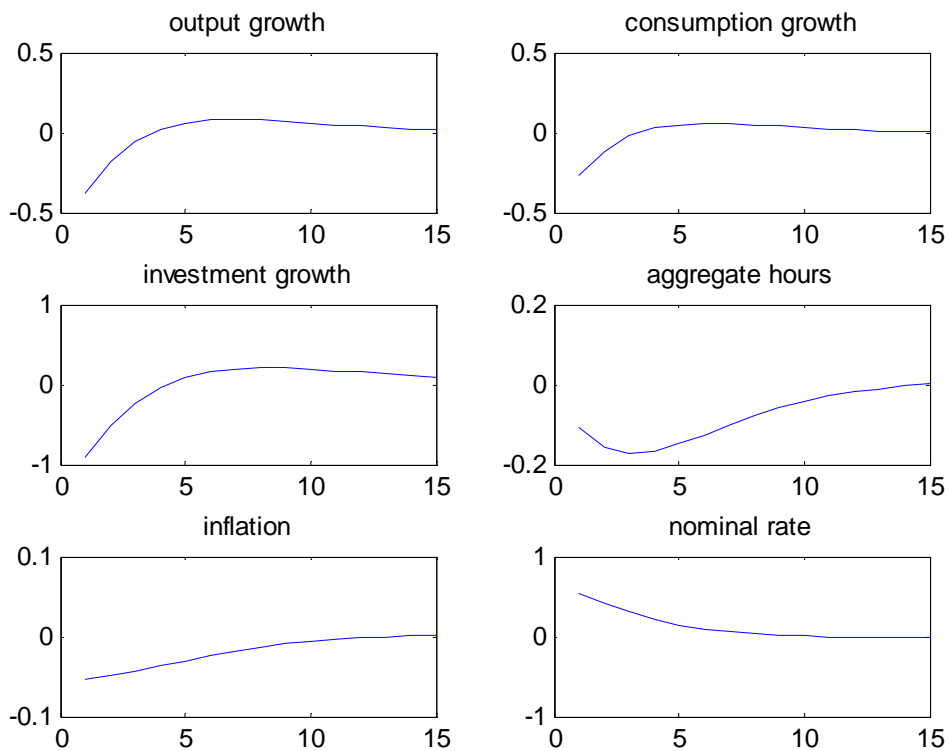 output growth
0.5
0
-0.5
0 5 10 15
consumption growth
0.5
0
-0.5
0 5 10 15
investment growth
1
0
-1
0 5 10 15
aggregate hours
0.2
0
-0.2
0 5 10 15
inflation
0.1
0
-0.1
0 5 10 15
nominal rate
1
0
-1
0 5 10 15